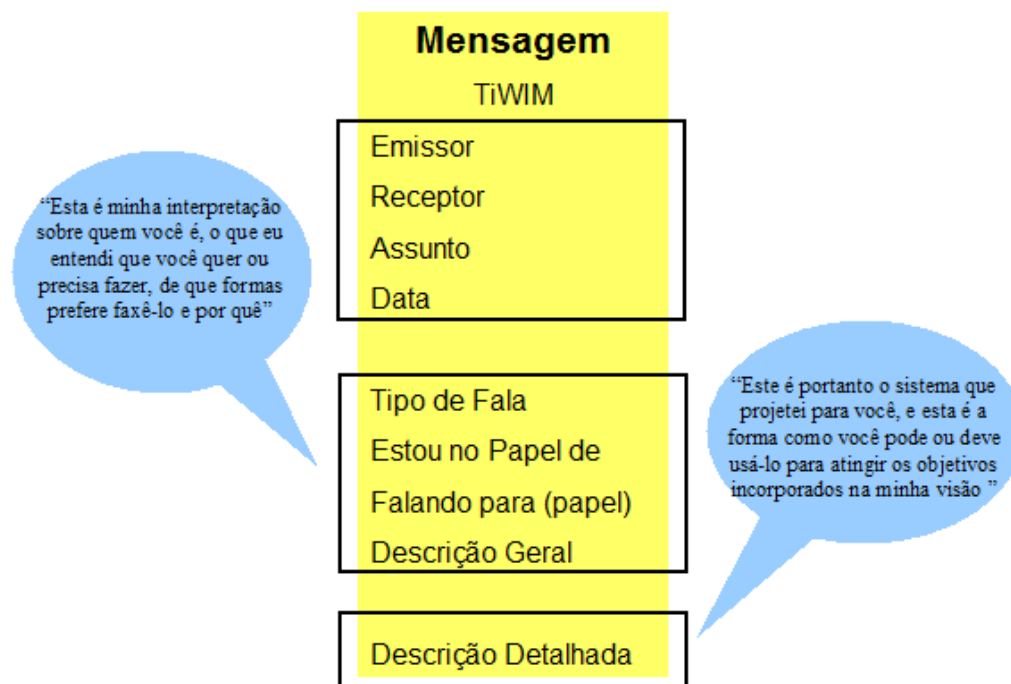 Mensagem
TiWIM
Emissor
Receptor
Assunto
Data
“Esta é minha interpretação
sobre quem você é, o que eu
entendi que você quer ou
precisa fazer, de que formas
prefere faxê-lo e por quê”
Tipo de Fala
Estou no Papel de
Falando para (papel)
Descrição Geral
“Este é portanto o sistema que
projetei para você, e esta é a
forma como você pode ou deve
usá-lo para atingir os objetivos
incorporados na minha visão ”
Descrição Detalhada